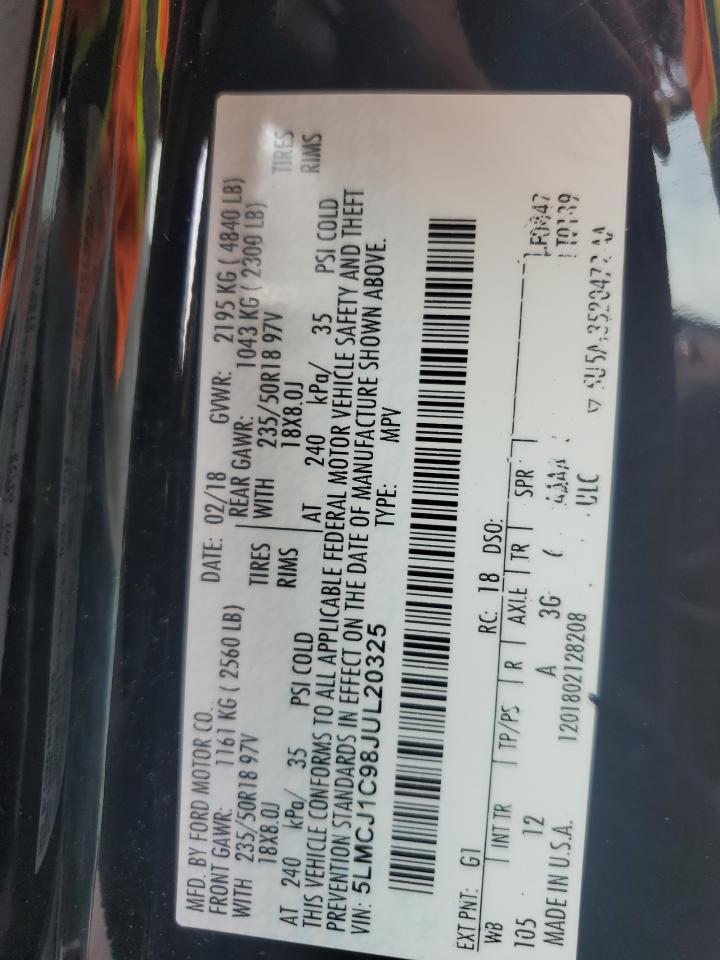 MFD. BY FORD MOTOR CO.
DATE: 02/18 GVWR: 2195 KG ( 4840 LB)
FRONT GAWR: 1161 KG ( 2560 LB) REAR GAWR: 1043 KG ( 2300 LB)
WITH 235/50R18 97V TIRES WITH 235/50R18 97V TIRES
18X8.0J RIMS 18X8.0J RIMS
AT 240 kPa/ 35 PSI COLD AT 240 kPa/ 35 PSI COLD
THIS VEHICLE CONFORMS TO ALL APPLICABLE FEDERAL MOTOR VEHICLE SAFETY AND THEFT
PREVENTION STANDARDS IN EFFECT ON THE DATE OF MANUFACTURE SHOWN ABOVE.
VIN: 5LMCJ1C98JUL20325 TYPE: MPV
EXT PNT: G1 RC: 18 DSO:
WB INT TR TP/PS R AXLE TR SPR
105 12 A 3G
MADE IN U.S.A. 1201802128208 UIC